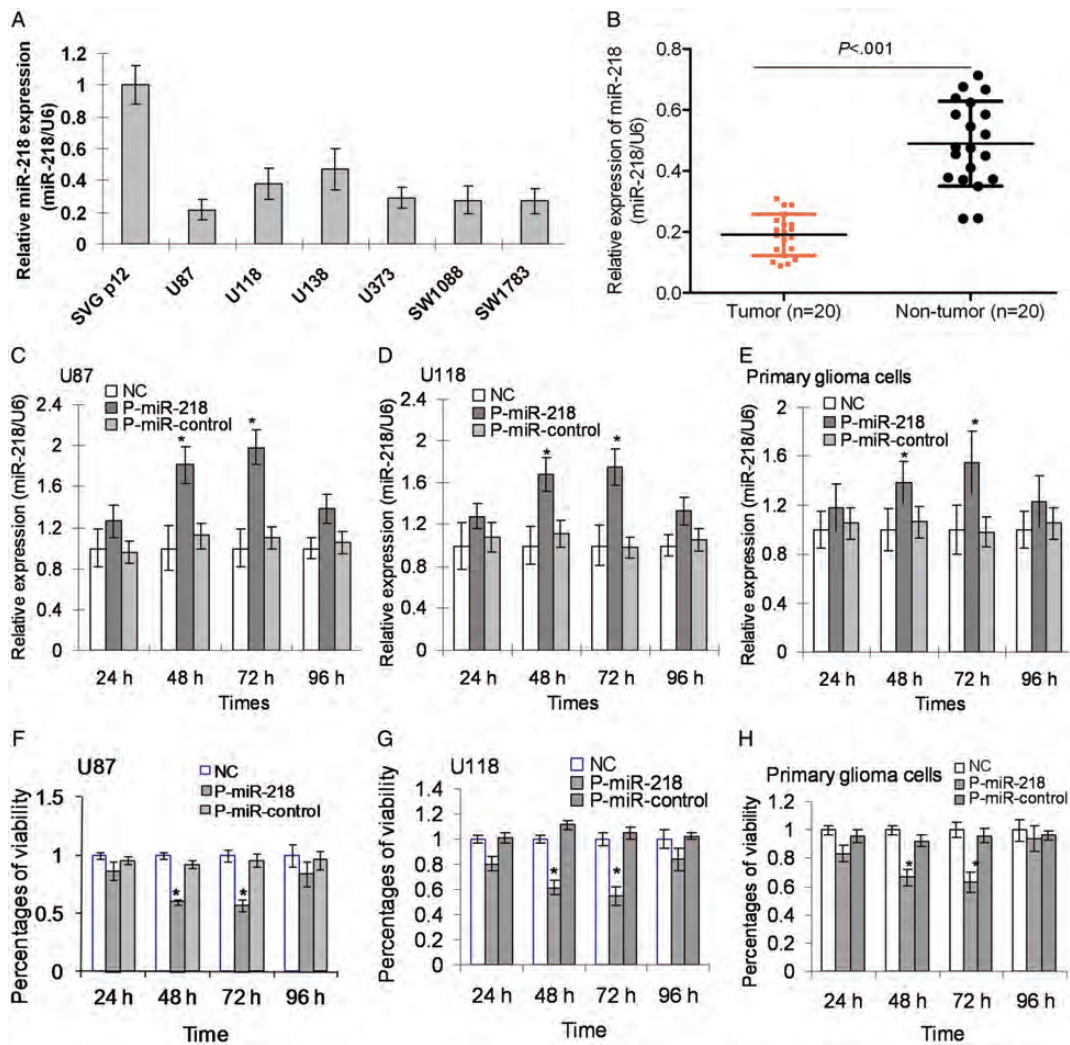 A
Relative miR-218 expression
(miR-218/U6)
1.2
1
0.8
0.6
0.4
0.2
0
SVG p12
U87
U118
U138
U373
SW1088
SW1783
B
Relative expression of miR-218
(miR-218/U6)
P<.001
0.8
0.6
0.4
0.2
0.0
Tumor (n=20)
Non-tumor (n=20)
C
U87
NC
P-miR-218
P-miR-control
Relative expression (miR-218/U6)
2.4
2
1.6
1.2
0.8
0.4
0
*
*
24 h
48 h
72 h
96 h
Times
D
U118
NC
P-miR-218
P-miR-control
Relative expression (miR-218/U6)
2.2
1.8
1.4
1
0.6
0.2
*
*
24 h
48 h
72 h
96 h
Times
E
Primary glioma cells
NC
P-miR-218
P-miR-control
Relative expression (miR-218/U6)
2
1.6
1.2
0.8
0.4
0
*
*
24 h
48 h
72 h
96 h
Times
F
U87
NC
P-miR-218
P-miR-control
Percentages of viability
1.5
1
0.5
0
*
*
24 h
48 h
72 h
96 h
Time
G
U118
NC
P-miR-218
P-miR-control
Percentages of viability
1.4
1.2
1
0.8
0.6
0.4
0.2
0
*
*
24 h
48 h
72 h
96 h
Time
H
Primary glioma cells
NC
P-miR-218
P-miR-control
Percentages of viability
1.2
1
0.8
0.6
0.4
0.2
0
*
*
24 h
48 h
72 h
96 h
Time